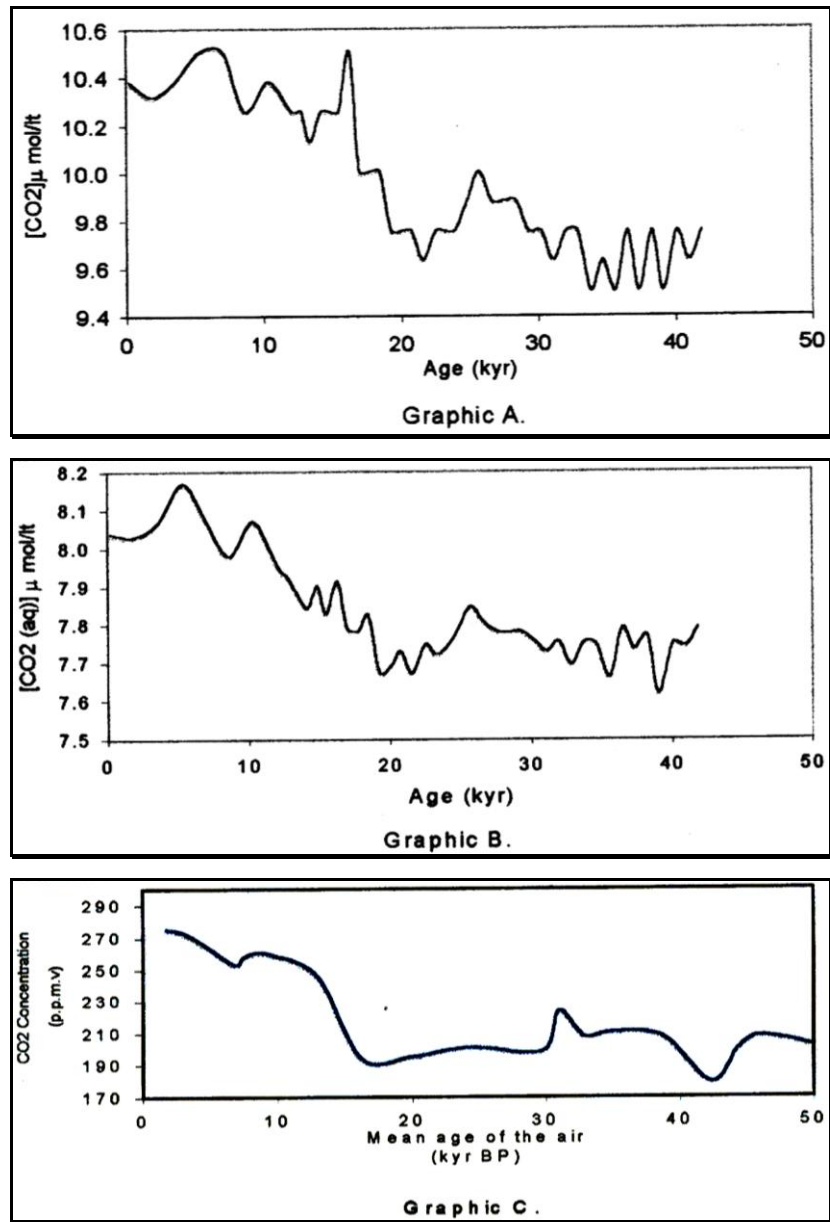 10.6
10.4
10.2
10.0
9.8
9.6
9.4
[CO2]μ mol/lt
0 10 20 30 40 50
Age (kyr)
Graphic A.
8.2
8.1
8.0
7.9
7.8
7.7
7.6
7.5
[CO2 (aq)] μ mol/lt
0 10 20 30 40 50
Age (kyr)
Graphic B.
290
270
250
230
210
190
170
CO2 Concentration
(p.p.m.v)
0 10 20 30 40 50
Mean age of the air
(kyr BP)
Graphic C.